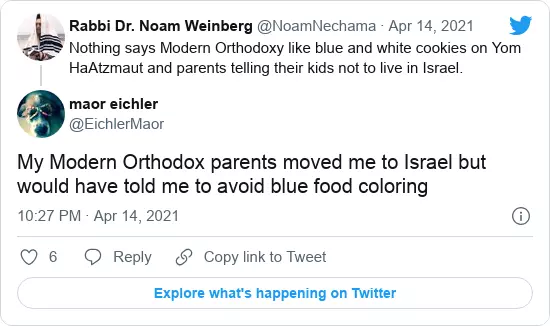 Rabbi Dr. Noam Weinberg @NoamNechama · Apr 14, 2021
Nothing says Modern Orthodoxy like blue and white cookies on Yom
HaAtzmaut and parents telling their kids not to live in Israel.
maor eichler
@EichlerMaor
My Modern Orthodox parents moved me to Israel but
would have told me to avoid blue food coloring
10:27 PM · Apr 14, 2021
6 Reply Copy link to Tweet
Explore what's happening on Twitter